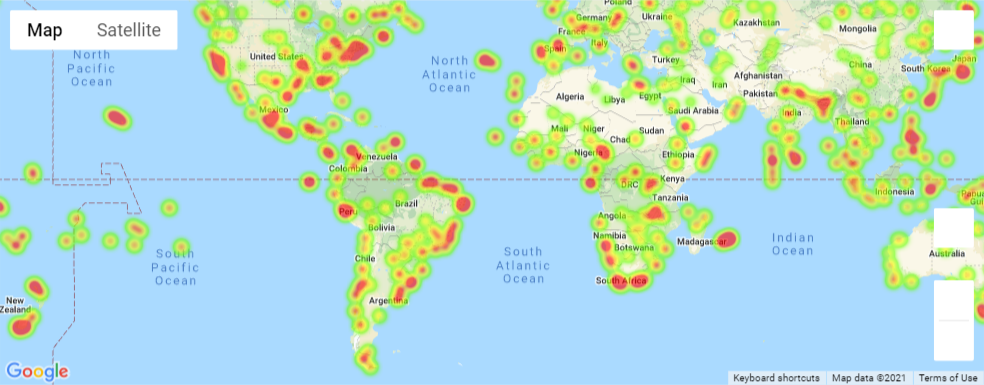 Map
Satellite
North
Pacific
Ocean
United States
Mexico
Venezuela
Colombia
Peru
Brazil
Bolivia
Chile
Argentina
South
Pacific
Ocean
New
Zealand
North
Atlantic
Ocean
South
Atlantic
Ocean
Poland
Germany
Ukraine
France
Spain
Italy
Turkey
Kazakhstan
Mongolia
China
South Korea
Japan
Afghanistan
Iraq
Iran
Pakistan
India
Thailand
Algeria
Libya
Egypt
Saudi Arabia
Mali
Niger
Chad
Sudan
Nigeria
Ethiopia
DRC
Kenya
Tanzania
Angola
Namibia
Botswana
Madagascar
South Africa
Indian
Ocean
Indonesia
Papua
Australia
Google
Keyboard shortcuts
Map data ©2021
Terms of Use